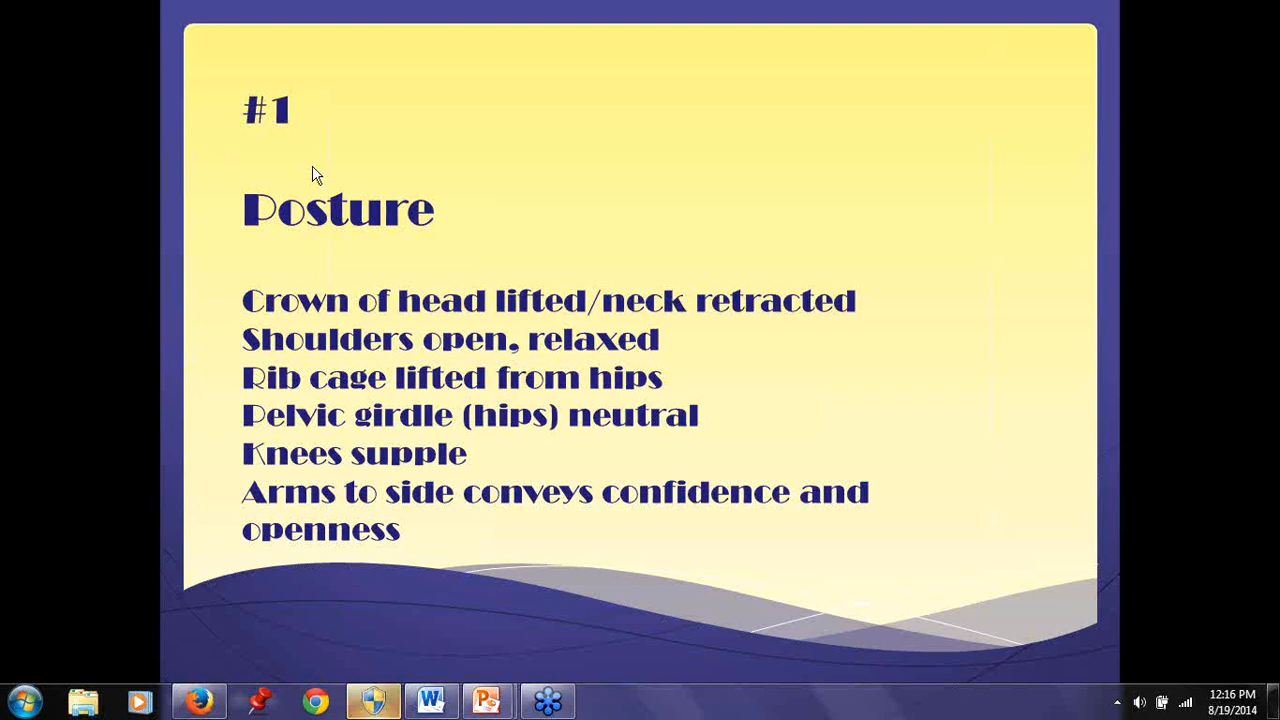 #1
Posture
Crown of head lifted/neck retracted
Shoulders open, relaxed
Rib cage lifted from hips
Pelvic girdle (hips) neutral
Knees supple
Arms to side conveys confidence and
openness
12:16 PM
8/19/2014